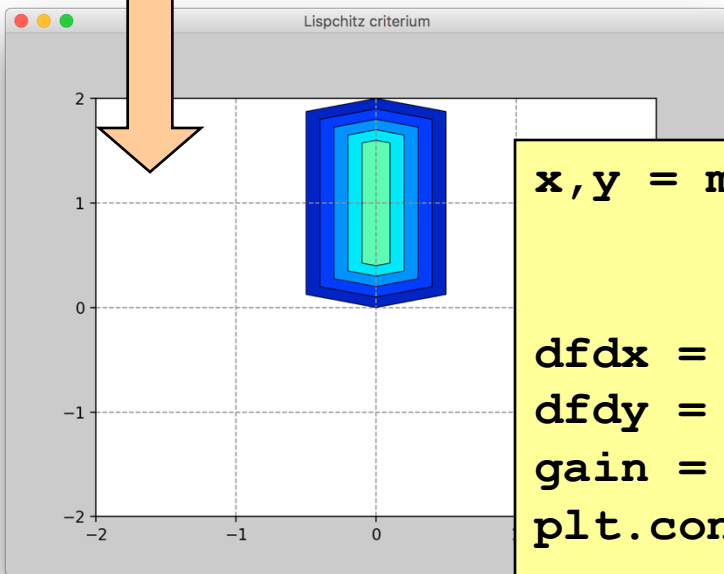 Lispchitz criterium
2
1
0
−1
−2
−2
−1
0
x,y = m
dfdx =
dfdy =
gain =
plt.con